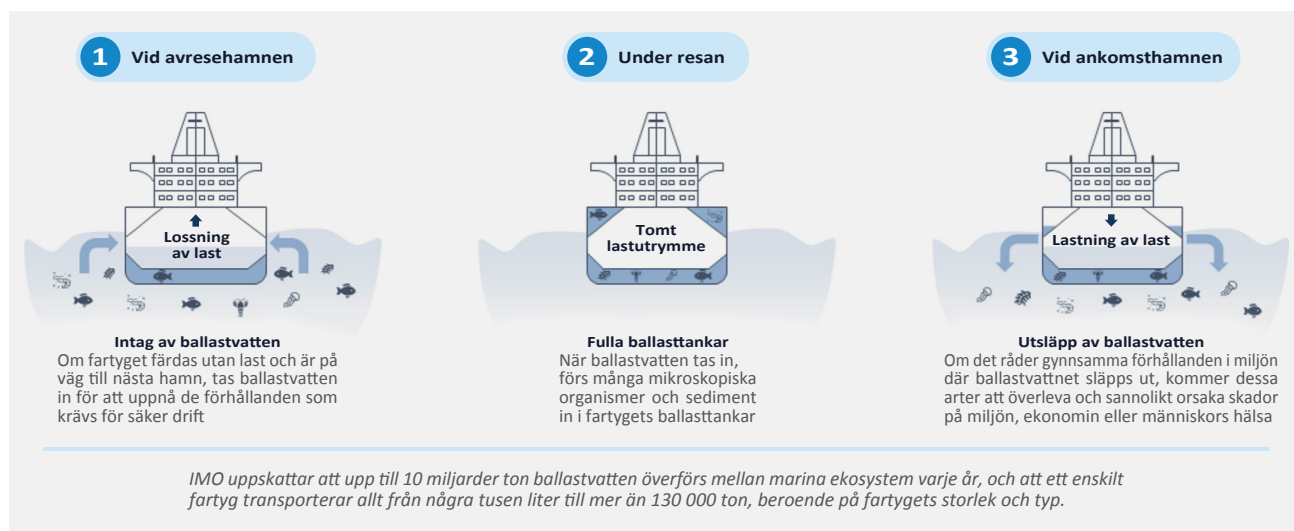 1 Vid avresehamnen
2 Under resan
3 Vid ankomsthamnen
Lossning
av last
Tomt
lastutrymme
Lastning av last
Intag av ballastvatten
Om fartyget färdas utan last och är på
väg till nästa hamn, tas ballastvatten
in för att uppnå de förhållanden som
krävs för säker drift
Fulla ballasttankar
När ballastvatten tas in,
förs många mikroskopiska
organismer och sediment
in i fartygets ballasttankar
Utsläpp av ballastvatten
Om det råder gynnsamma förhållanden i miljön
där ballastvattnet släpps ut, kommer dessa
arter att överleva och sannolikt orsaka skador
på miljön, ekonomin eller människors hälsa
IMO uppskattar att upp till 10 miljarder ton ballastvatten överförs mellan marina ekosystem varje år, och att ett enskilt
fartyg transporterar allt från några tusen liter till mer än 130 000 ton, beroende på fartygets storlek och typ.